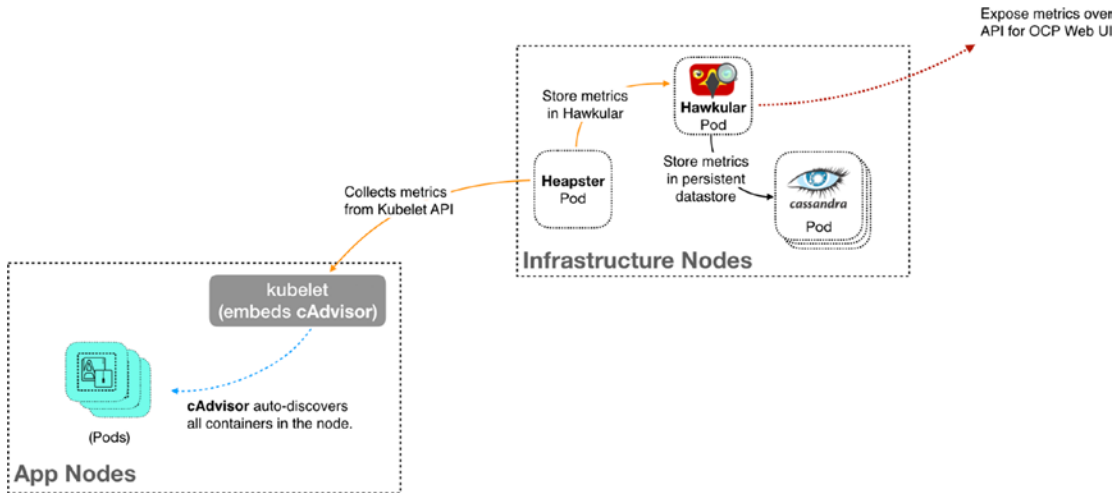 Expose metrics over
API for OCP Web UI
Store metrics
in Hawkular
Hawkular
Pod
Store metrics
in persistent
datastore
Heapster
Pod
cassandra
Pod
Collects metrics
from Kubelet API
Infrastructure Nodes
kubelet
(embeds cAdvisor)
cAdvisor auto-discovers
all containers in the node.
(Pods)
App Nodes